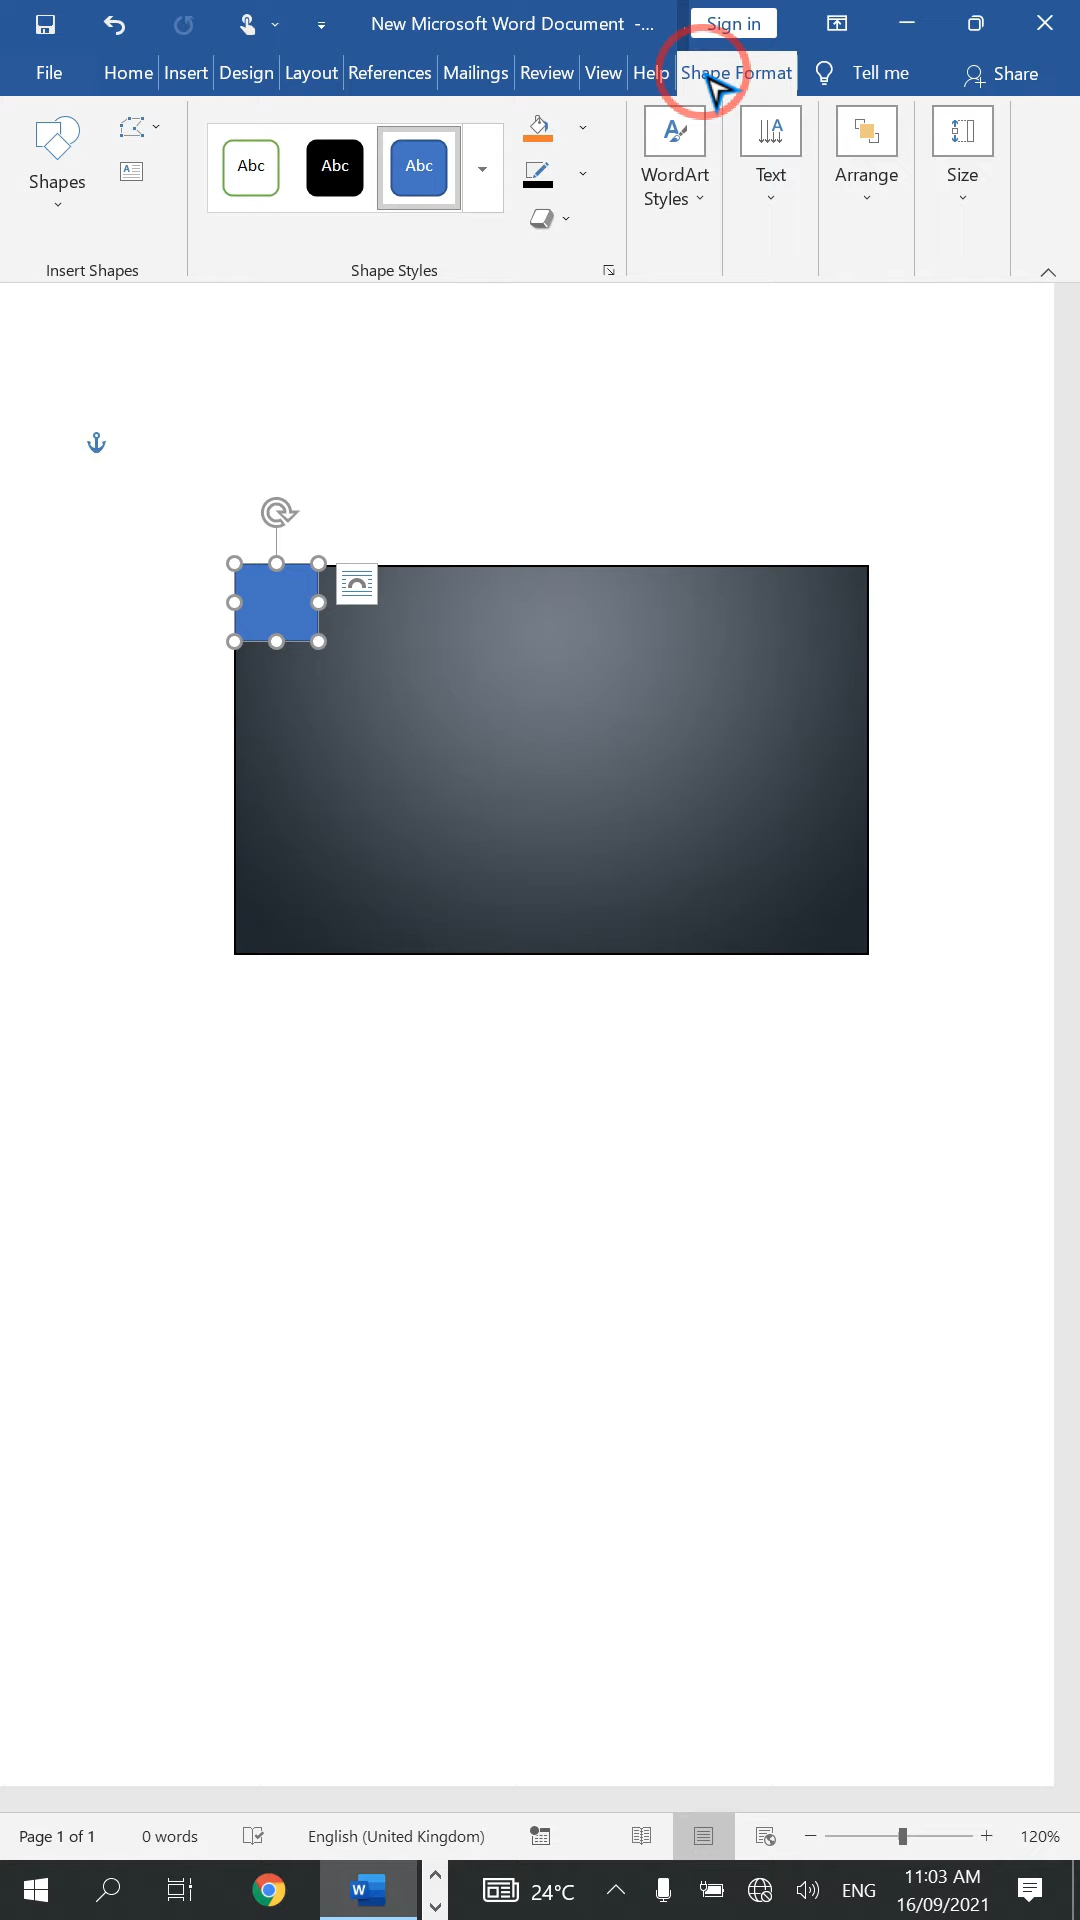 New Microsoft Word Document -...
Sign in
File Home Insert Design Layout References Mailings Review View Help Shape Format Tell me Share
Shapes
Abc Abc Abc
WordArt Styles
Text
Arrange
Size
Insert Shapes
Shape Styles
Page 1 of 1 0 words English (United Kingdom) 120%
W 24°C ENG
11:03 AM
16/09/2021